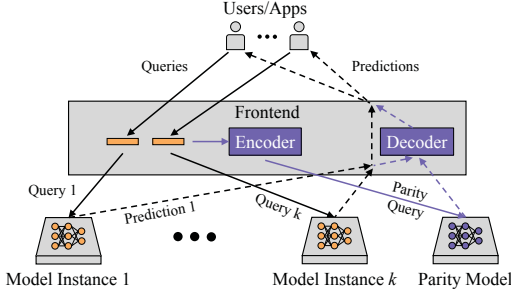 Users/Apps
Queries
Predictions
Frontend
Encoder
Decoder
Query 1
Prediction 1
Query k
Parity
Query
Model Instance 1
Model Instance k
Parity Model